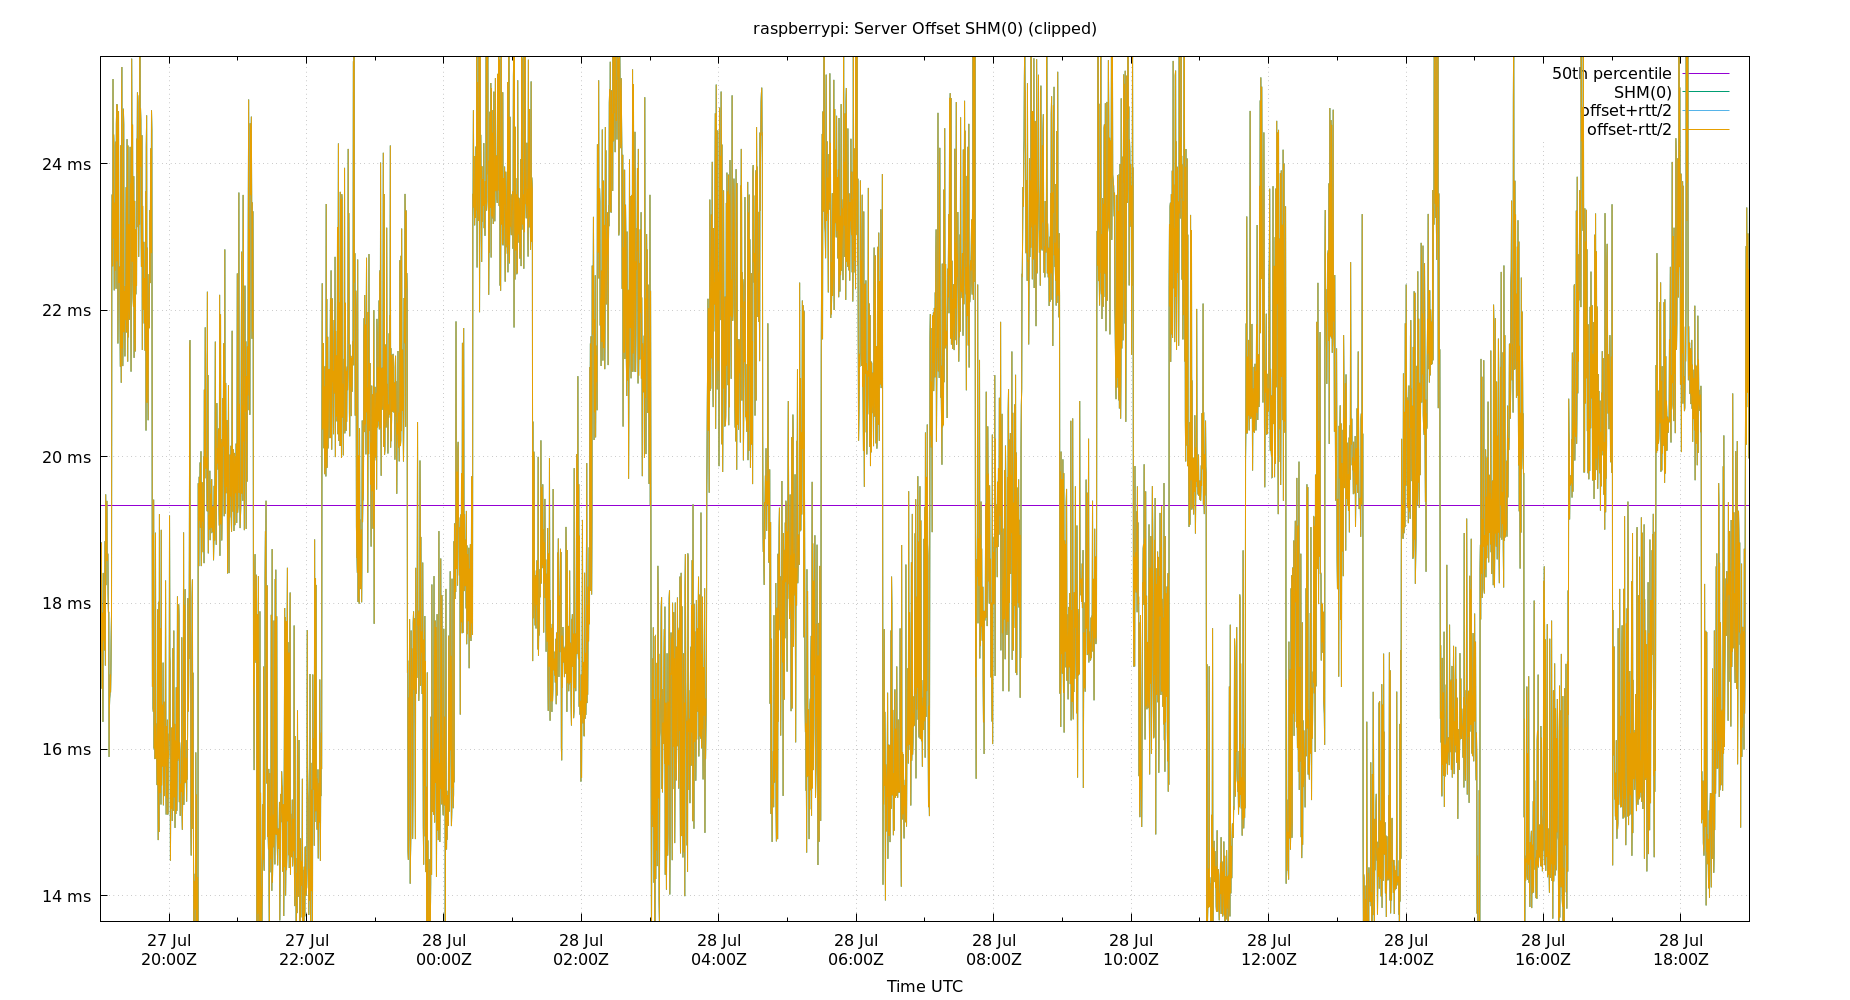 raspberrypi: Server Offset SHM(0) (clipped)
50th percentile
SHM(0)
offset+rtt/2
offset-rtt/2
24 ms
22 ms
20 ms
18 ms
16 ms
14 ms
27 Jul 27 Jul 28 Jul 28 Jul 28 Jul 28 Jul 28 Jul 28 Jul 28 Jul 28 Jul 28 Jul 28 Jul
20:00Z 22:00Z 00:00Z 02:00Z 04:00Z 06:00Z 08:00Z 10:00Z 12:00Z 14:00Z 16:00Z 18:00Z
Time UTC